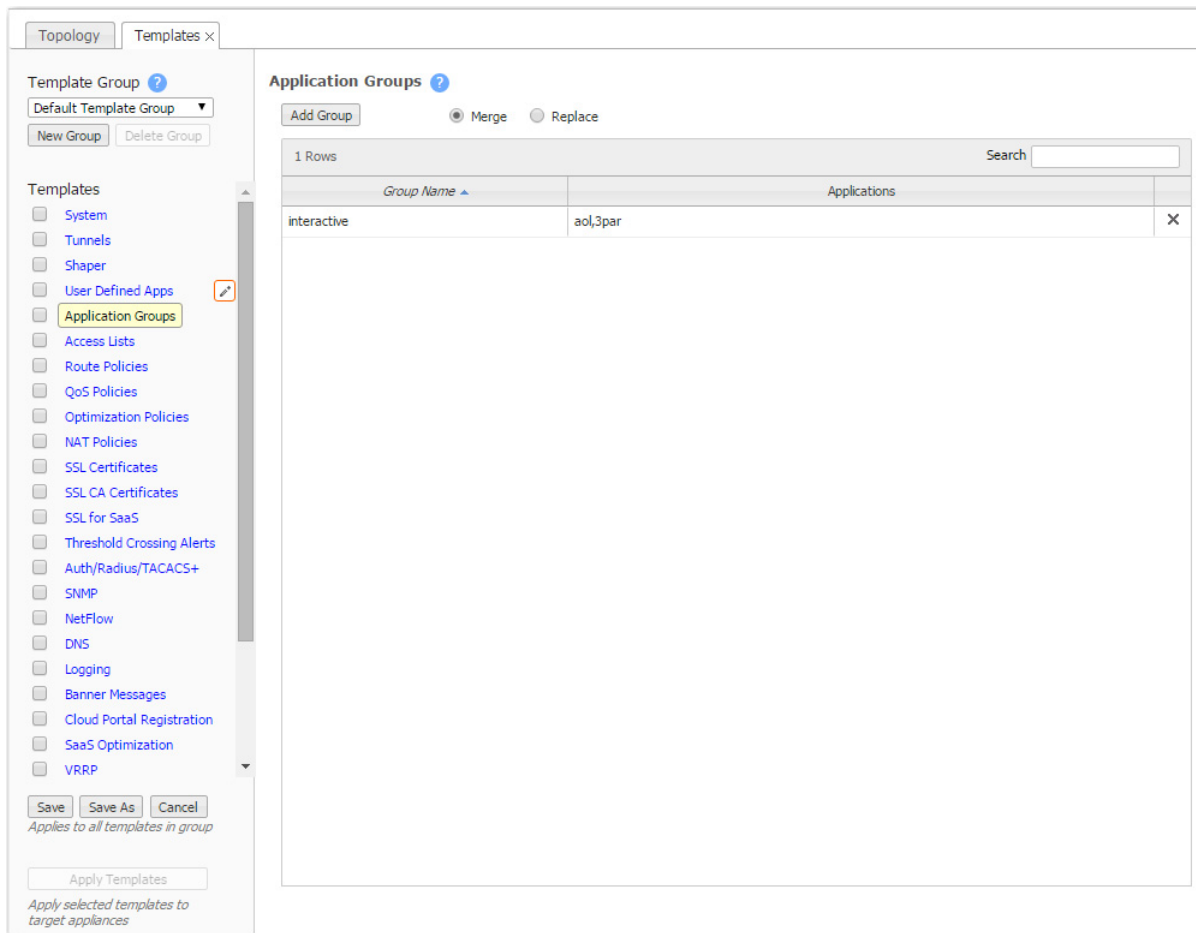 Topology
Templates ×
Template Group ?
Default Template Group
New Group
Delete Group
Templates
System
Tunnels
Shaper
User Defined Apps
Application Groups
Access Lists
Route Policies
QoS Policies
Optimization Policies
NAT Policies
SSL Certificates
SSL CA Certificates
SSL for SaaS
Threshold Crossing Alerts
Auth/Radius/TACACS+
SNMP
NetFlow
DNS
Logging
Banner Messages
Cloud Portal Registration
SaaS Optimization
VRRP
Save
Save As
Cancel
Applies to all templates in group
Apply Templates
Apply selected templates to
target appliances
Application Groups ?
Add Group
Merge
Replace
1 Rows
Search
Group Name
Applications
interactive
aol,3par